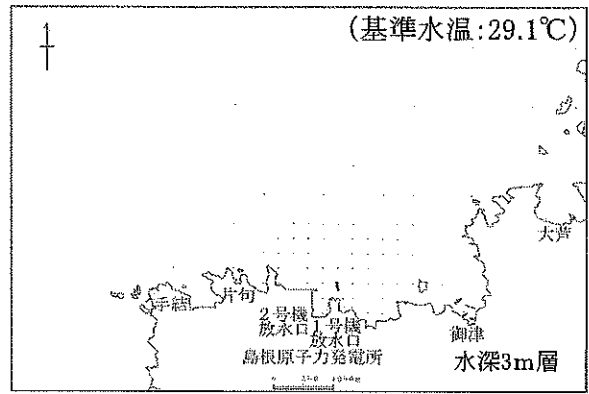 (基準水温:29.1℃)
大芦
手結
片句
2号機
放水口
1号機
放水口
御津
島根原子力発電所
水深3m層